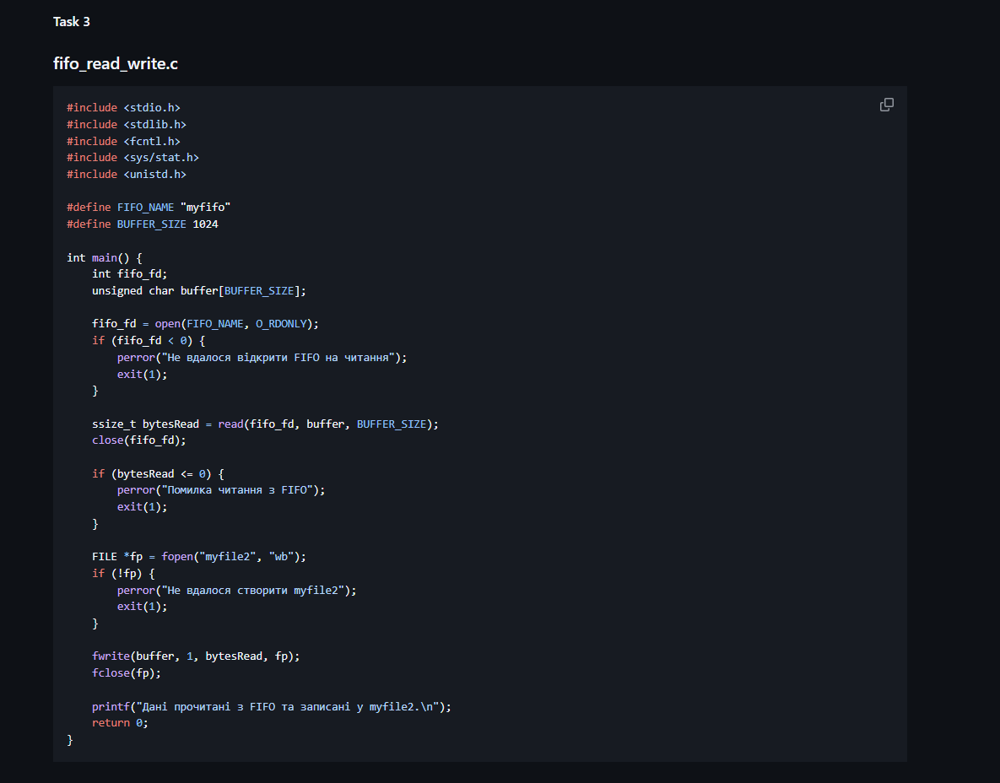 Task 3
fifo_read_write.c
#include <stdio.h>
#include <stdlib.h>
#include <fcntl.h>
#include <sys/stat.h>
#include <unistd.h>
#define FIFO_NAME "myfifo"
#define BUFFER_SIZE 1024
int main() {
    int fifo_fd;
    unsigned char buffer[BUFFER_SIZE];
    fifo_fd = open(FIFO_NAME, O_RDONLY);
    if (fifo_fd < 0) {
        perror("Не вдалося відкрити FIFO на читання");
        exit(1);
    }
    ssize_t bytesRead = read(fifo_fd, buffer, BUFFER_SIZE);
    close(fifo_fd);
    if (bytesRead <= 0) {
        perror("Помилка читання з FIFO");
        exit(1);
    }
    FILE *fp = fopen("myfile2", "wb");
    if (!fp) {
        perror("Не вдалося створити myfile2");
        exit(1);
    }
    fwrite(buffer, 1, bytesRead, fp);
    fclose(fp);
    printf("Дані прочитані з FIFO та записані у myfile2.\n");
    return 0;
}